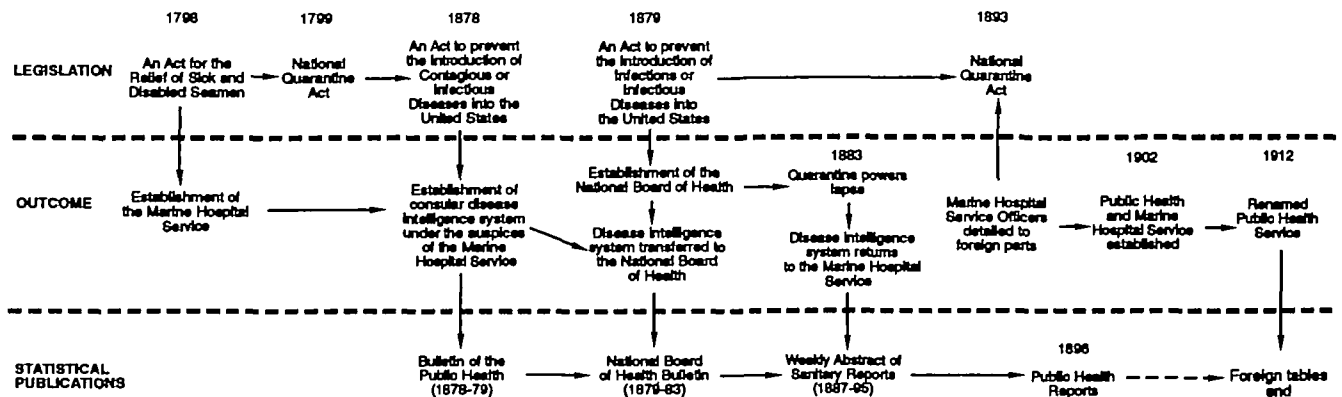 1798
1799
1878
1879
1893
LEGISLATION
An Act for the
Relief of Sick and
Disabled Seamen
National
Quarantine
Act
An Act to prevent
the Introduction of
Contagious or
Infectious
Diseases into the
United States
An Act to prevent
the Introduction of
Infections or
Infectious
Diseases into
the United States
National
Quarantine
Act
OUTCOME
Establishment of
the Marine Hospital
Service
Establishment of
consular disease
intelligence system
under the auspices
of the Marine
Hospital Service
Establishment of the
National Board of Health
Disease Intelligence
system transferred to
the National Board
of Health
1883
Quarantine powers
lapse
Disease Intelligence
system returns
to the Marine Hospital
Service
Marine Hospital
Service Officers
detailed to
foreign parts
1902
Public Health
and Marine
Hospital Service
established
1912
Renamed
Public Health
Service
STATISTICAL
PUBLICATIONS
Bulletin of the
Public Health
(1878-79)
National Board
of Health Bulletin
(1879-83)
Weekly Abstract of
Sanitary Reports
(1887-95)
1896
Public Health
Reports
Foreign tables
end